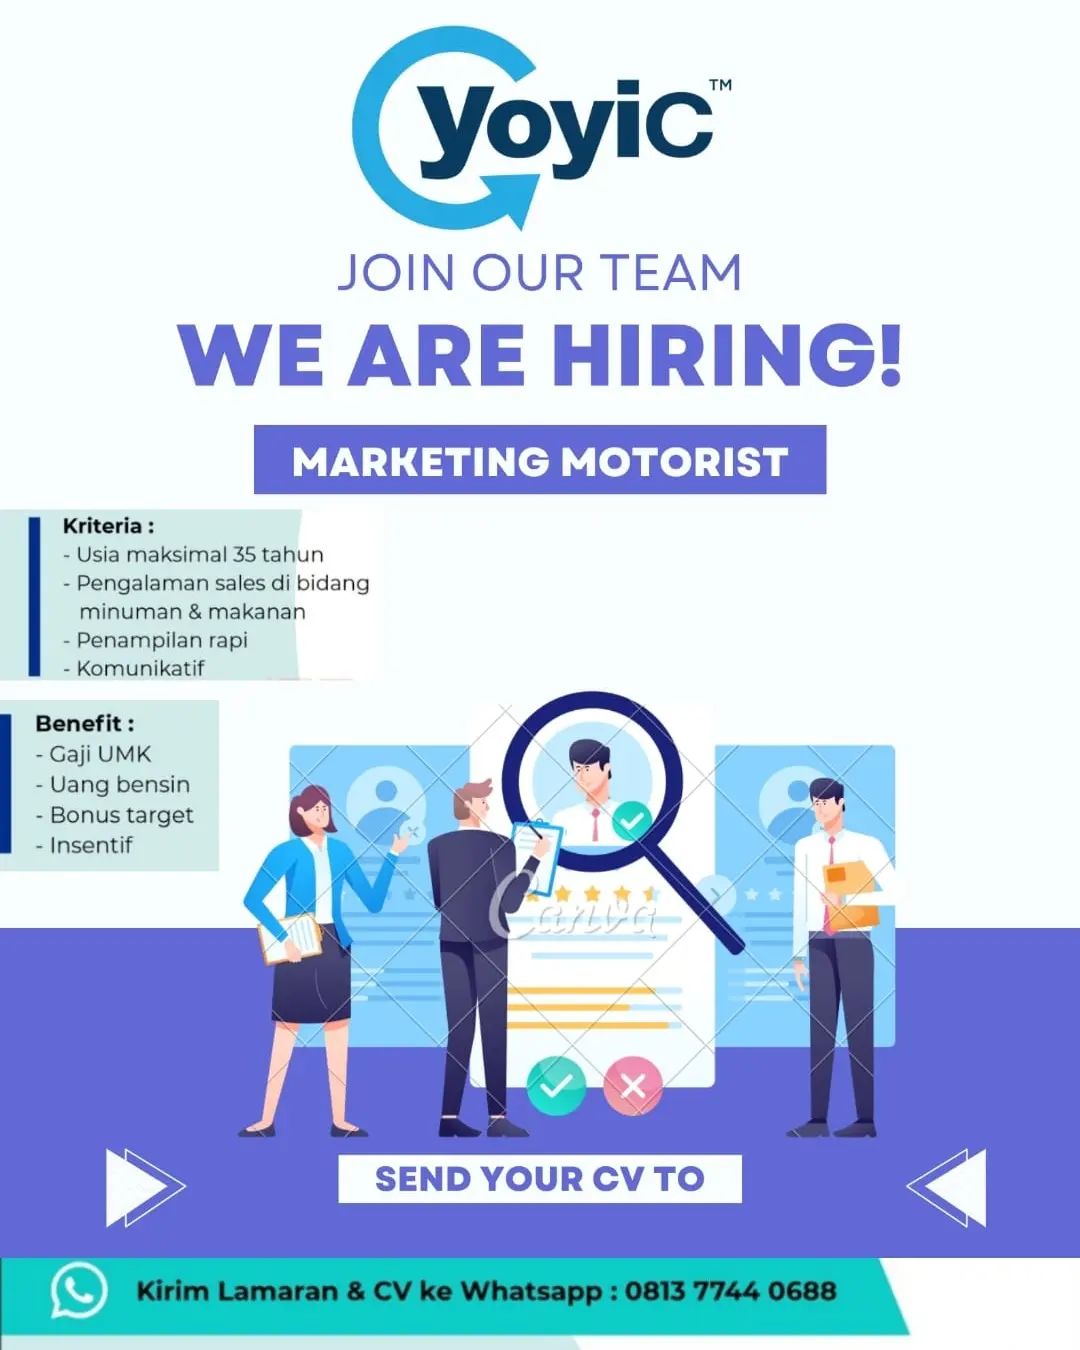 yoyic™
JOIN OUR TEAM
WE ARE HIRING!
MARKETING MOTORIST
Kriteria :
- Usia maksimal 35 tahun
- Pengalaman sales di bidang
minuman & makanan
- Penampilan rapi
- Komunikatif
Benefit :
- Gaji UMK
- Uang bensin
- Bonus target
- Insentif
Canva
SEND YOUR CV TO
Kirim Lamaran & CV ke Whatsapp : 0813 7744 0688